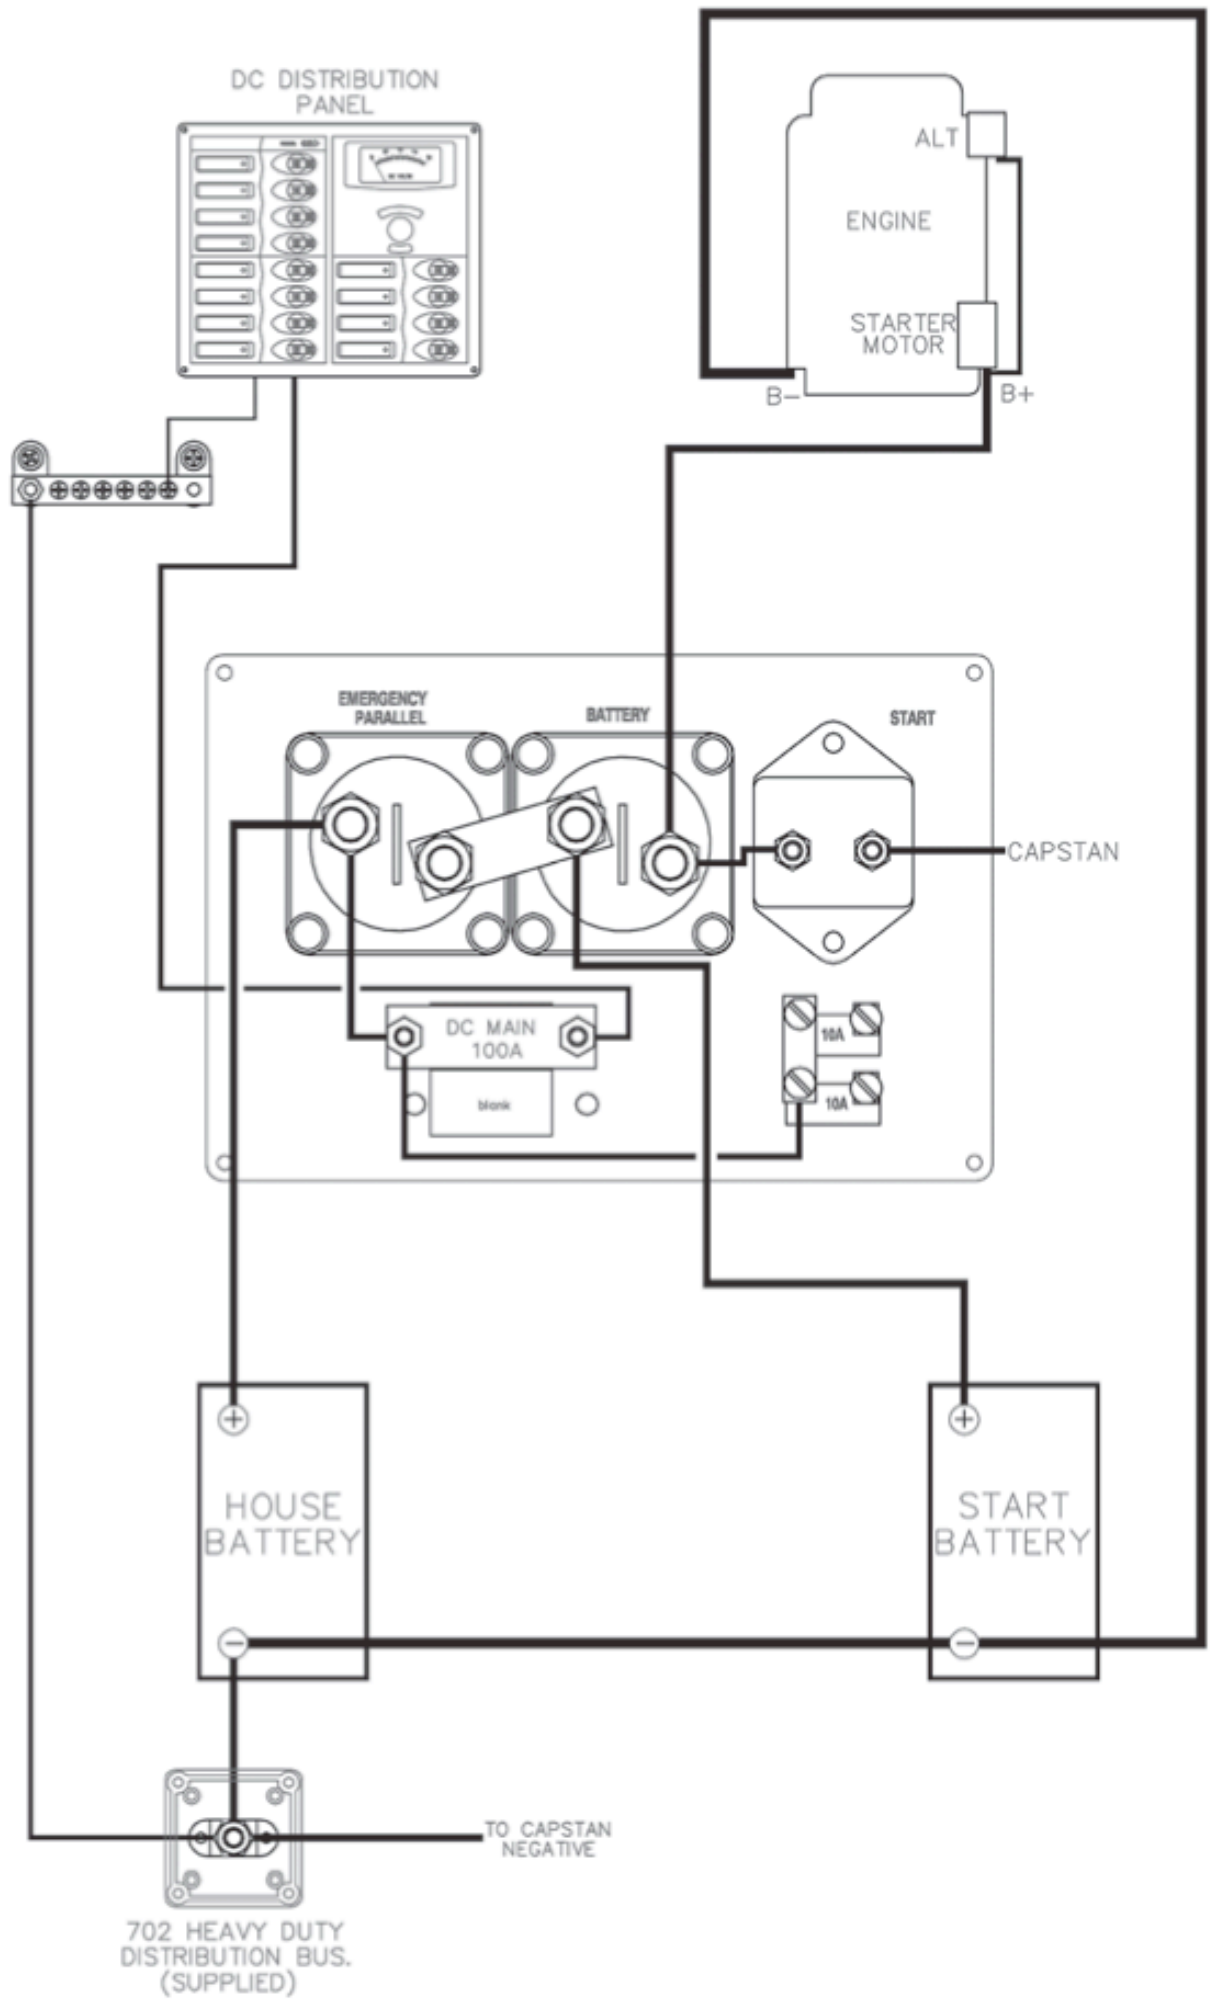 DC DISTRIBUTION
PANEL
ALT
ENGINE
STARTER
MOTOR
B-
B+
EMERGENCY
PARALLEL
BATTERY
START
CAPSTAN
DC MAIN
100A
10A
blank
10A
+
+
HOUSE
BATTERY
START
BATTERY
−
−
TO CAPSTAN
NEGATIVE
702 HEAVY DUTY
DISTRIBUTION BUS.
(SUPPLIED)